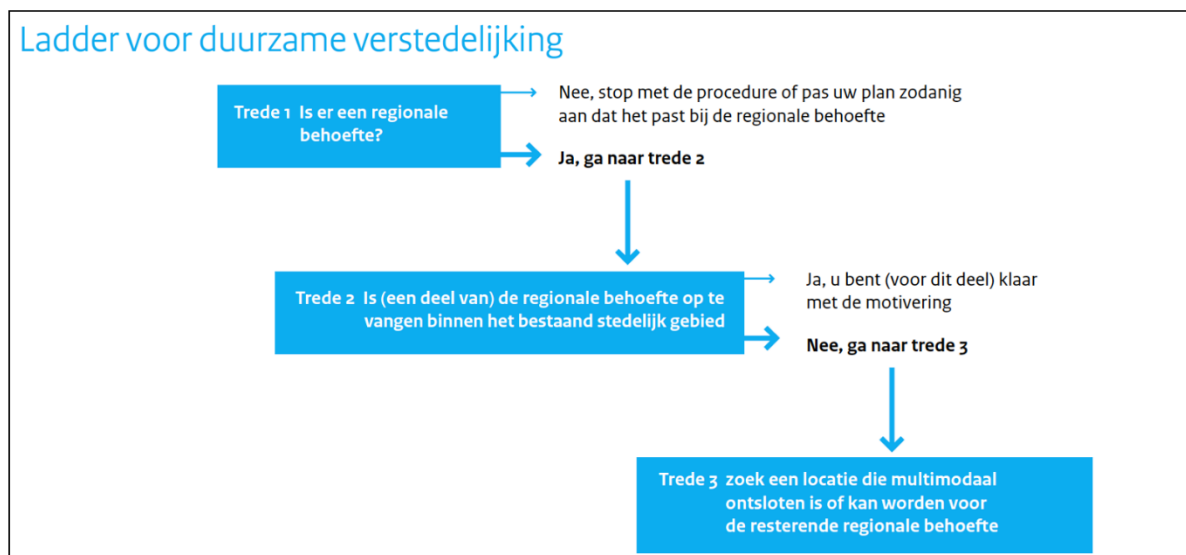 Ladder voor duurzame verstedelijking
Trede 1 Is er een regionale
behoefte?
Nee, stop met de procedure of pas uw plan zodanig
aan dat het past bij de regionale behoefte
Ja, ga naar trede 2
Trede 2 Is (een deel van) de regionale behoefte op te
vangen binnen het bestaand stedelijk gebied
Ja, u bent (voor dit deel) klaar
met de motivering
Nee, ga naar trede 3
Trede 3 zoek een locatie die multimodaal
ontsloten is of kan worden voor
de resterende regionale behoefte